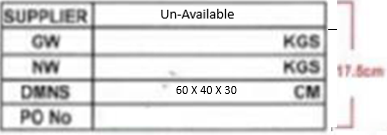 SUPPLIER Un-Available
GW KGS
NW KGS
17.5cm
DMNS 60 X 40 X 30 CM
PO No